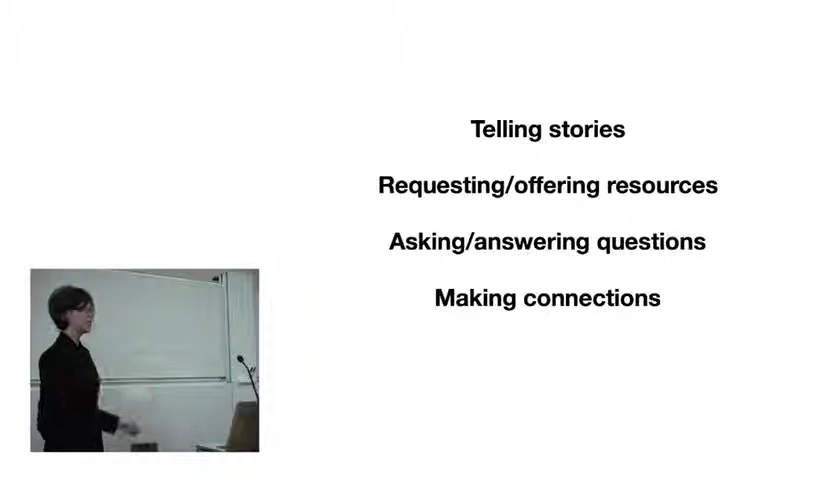 Telling stories
Requesting/offering resources
Asking/answering questions
Making connections